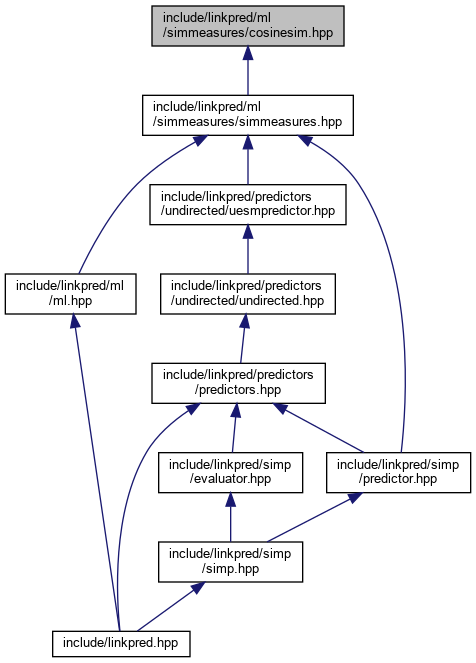 include/linkpred/ml
/simmeasures/cosinesim.hpp
include/linkpred/ml
/simmeasures/simmeasures.hpp
include/linkpred/predictors
/undirected/uesmpredictor.hpp
include/linkpred/ml
/ml.hpp
include/linkpred/predictors
/undirected/undirected.hpp
include/linkpred/predictors
/predictors.hpp
include/linkpred/simp
/evaluator.hpp
include/linkpred/simp
/predictor.hpp
include/linkpred/simp
/simp.hpp
include/linkpred.hpp